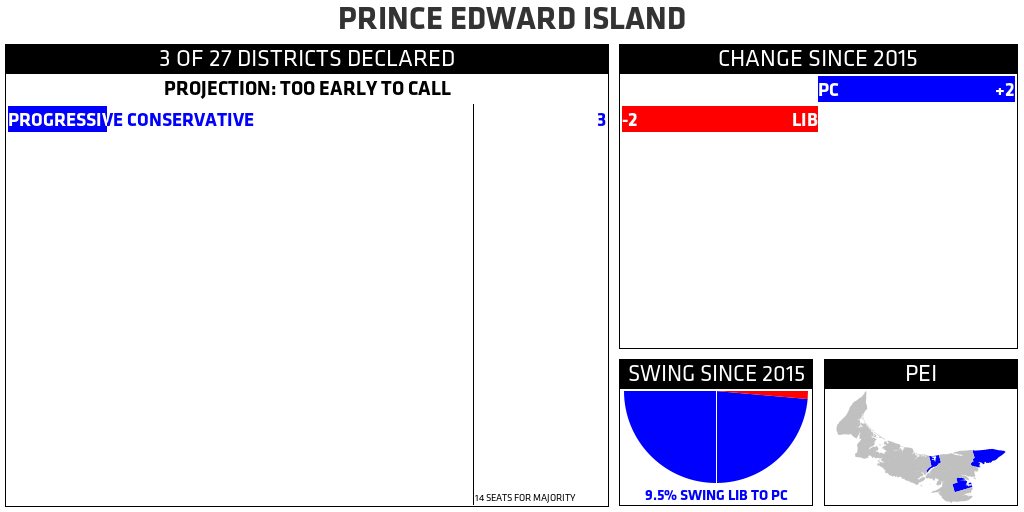 PRINCE EDWARD ISLAND
3 OF 27 DISTRICTS DECLARED
PROJECTION: TOO EARLY TO CALL
PROGRESSIVE CONSERVATIVE 3
14 SEATS FOR MAJORITY
CHANGE SINCE 2015
PC +2
-2 LIB
SWING SINCE 2015
9.5% SWING LIB TO PC
PEI